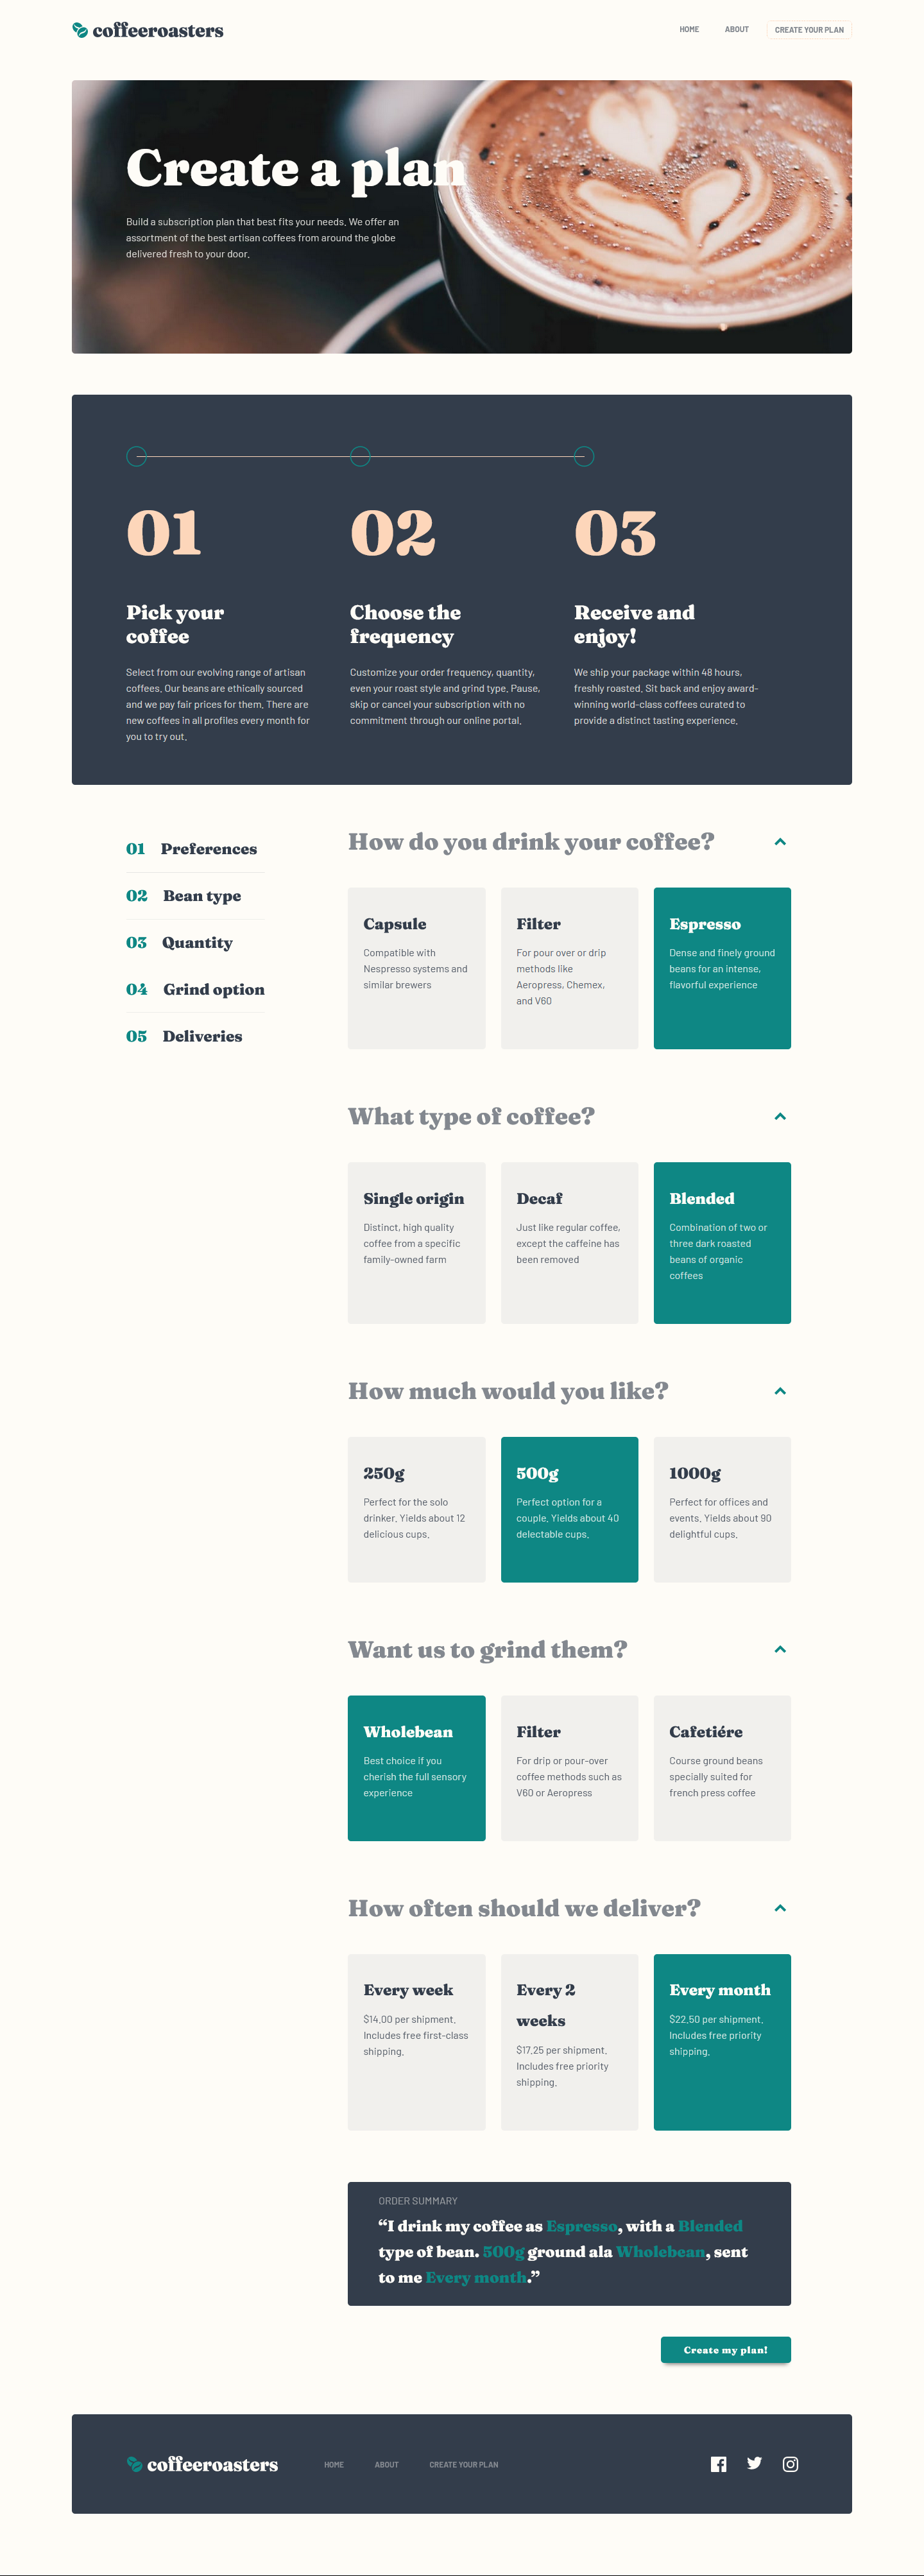 coffeeroasters
HOME ABOUT CREATE YOUR PLAN
Create a plan
Build a subscription plan that best fits your needs. We offer an
assortment of the best artisan coffees from around the globe
delivered fresh to your door.
01
Pick your
coffee
Select from our evolving range of artisan
coffees. Our beans are ethically sourced
and we pay fair prices for them. There are
new coffees in all profiles every month for
you to try out.
02
Choose the
frequency
Customize your order frequency, quantity,
even your roast style and grind type. Pause,
skip or cancel your subscription with no
commitment through our online portal.
03
Receive and
enjoy!
We ship your package within 48 hours,
freshly roasted. Sit back and enjoy award-
winning world-class coffees curated to
provide a distinct tasting experience.
01 Preferences
02 Bean type
03 Quantity
04 Grind option
05 Deliveries
How do you drink your coffee?
Capsule
Compatible with
Nespresso systems and
similar brewers
Filter
For pour over or drip
methods like
Aeropress, Chemex,
and V60
Espresso
Dense and finely ground
beans for an intense,
flavorful experience
What type of coffee?
Single origin
Distinct, high quality
coffee from a specific
family-owned farm
Decaf
Just like regular coffee,
except the caffeine has
been removed
Blended
Combination of two or
three dark roasted
beans of organic
coffees
How much would you like?
250g
Perfect for the solo
drinker. Yields about 12
delicious cups.
500g
Perfect option for a
couple. Yields about 40
delectable cups.
1000g
Perfect for offices and
events. Yields about 90
delightful cups.
Want us to grind them?
Wholebean
Best choice if you
cherish the full sensory
experience
Filter
For drip or pour-over
coffee methods such as
V60 or Aeropress
Cafetiére
Course ground beans
specially suited for
french press coffee
How often should we deliver?
Every week
$14.00 per shipment.
Includes free first-class
shipping.
Every 2
weeks
$17.25 per shipment.
Includes free priority
shipping.
Every month
$22.50 per shipment.
Includes free priority
shipping.
ORDER SUMMARY
“I drink my coffee as Espresso, with a Blended
type of bean. 500g ground ala Wholebean, sent
to me Every month.”
Create my plan!
coffeeroasters
HOME ABOUT CREATE YOUR PLAN